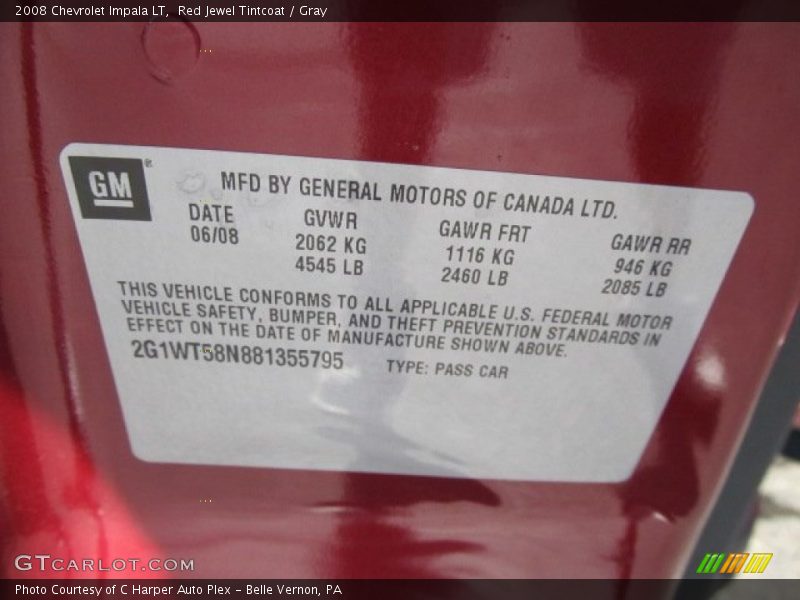 2008 Chevrolet Impala LT, Red Jewel Tintcoat / Gray
GM
MFD BY GENERAL MOTORS OF CANADA LTD.
DATE GVWR GAWR FRT GAWR RR
06/08 2062 KG 1116 KG 946 KG
4545 LB 2460 LB 2085 LB
THIS VEHICLE CONFORMS TO ALL APPLICABLE U.S. FEDERAL MOTOR
VEHICLE SAFETY, BUMPER, AND THEFT PREVENTION STANDARDS IN
EFFECT ON THE DATE OF MANUFACTURE SHOWN ABOVE.
2G1WT58N881355795 TYPE: PASS CAR
GTCARLOT.COM
Photo Courtesy of C Harper Auto Plex - Belle Vernon, PA